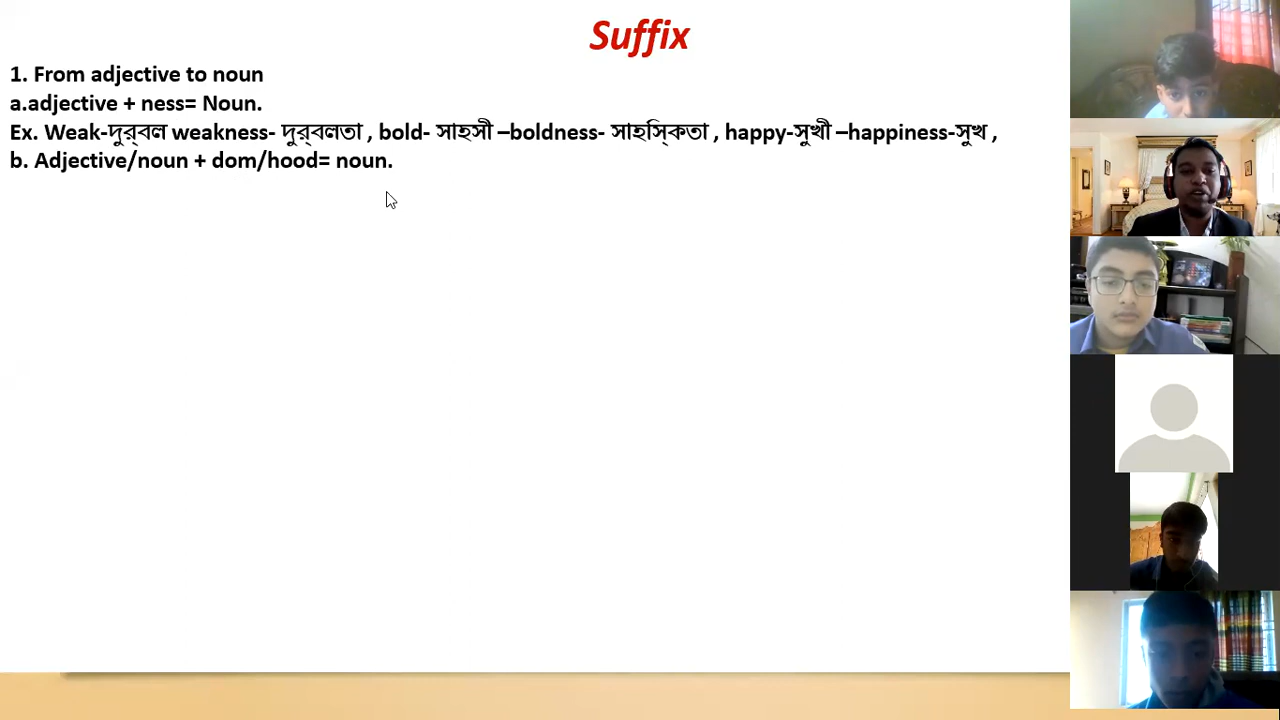 Suffix
1. From adjective to noun
a.adjective + ness= Noun.
Ex. Weak-দুর্‌বল weakness- দুর্‌বলতা , bold- সাহসী –boldness- সাহস্‌িকতা , happy-সুখী –happiness-সুখ ,
b. Adjective/noun + dom/hood= noun.